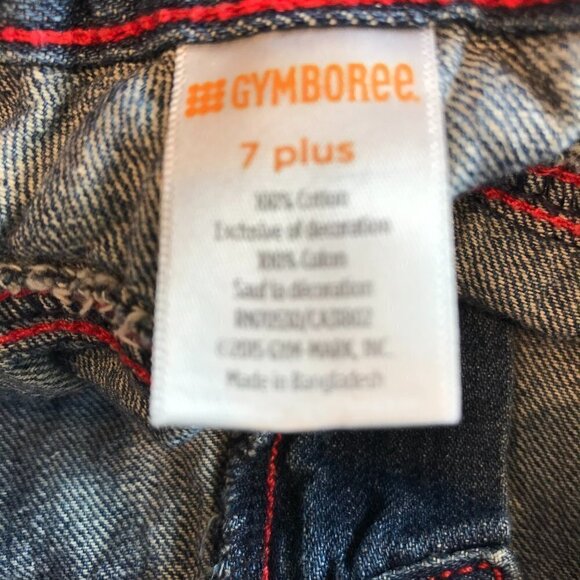 GYMBOREE
7 plus
100% Cotton
Exclusive of decoration
100% Coton
Sauf la décoration
©2015 GYM-MARK, INC.
Made in Bangladesh